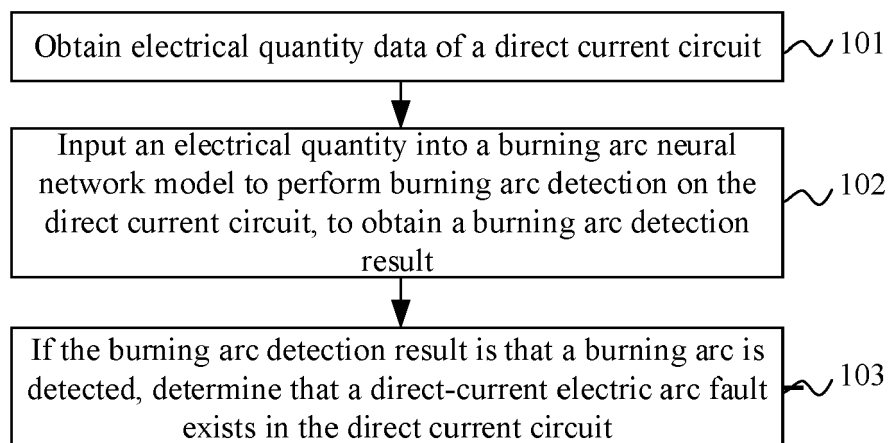 Obtain electrical quantity data of a direct current circuit
101
Input an electrical quantity into a burning arc neural
network model to perform burning arc detection on the
direct current circuit, to obtain a burning arc detection
result
102
If the burning arc detection result is that a burning arc is
detected, determine that a direct-current electric arc fault
exists in the direct current circuit
103